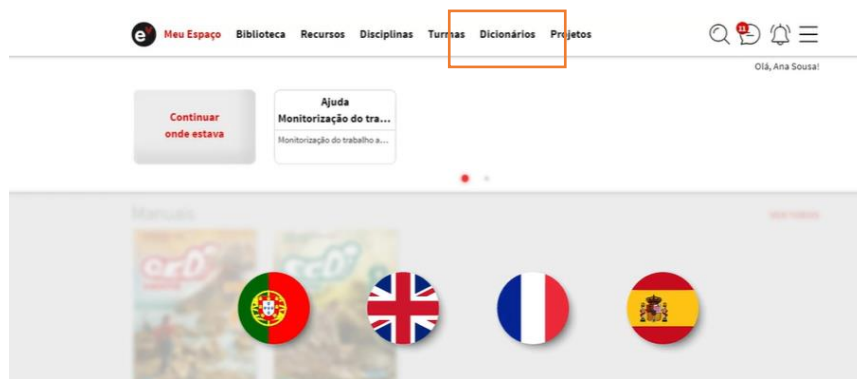 eV Meu Espaço Biblioteca Recursos Disciplinas Turmas Dicionários Projetos 11
Olá, Ana Sousa!
Continuar
onde estava
Ajuda
Monitorização do tra...
Monitorização do trabalho a...
Manuais